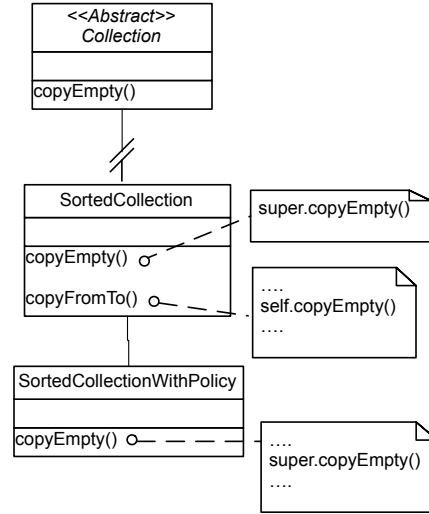 <<Abstract>>
Collection
copyEmpty()
SortedCollection
copyEmpty()
super.copyEmpty()
copyFromTo()
....
self.copyEmpty()
....
SortedCollectionWithPolicy
copyEmpty()
....
super.copyEmpty()
....